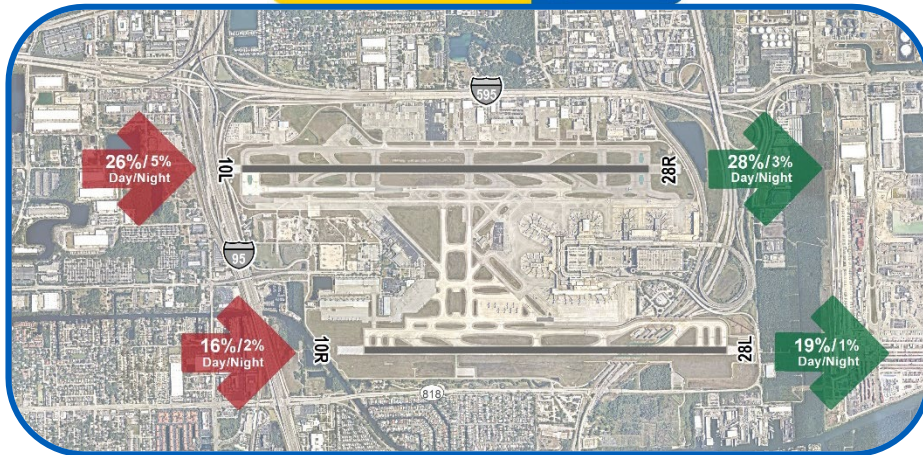 595
26%/5%
Day/Night
10L
28R
28%/3%
Day/Night
95
16%/2%
Day/Night
10R
28L
19%/1%
Day/Night
818